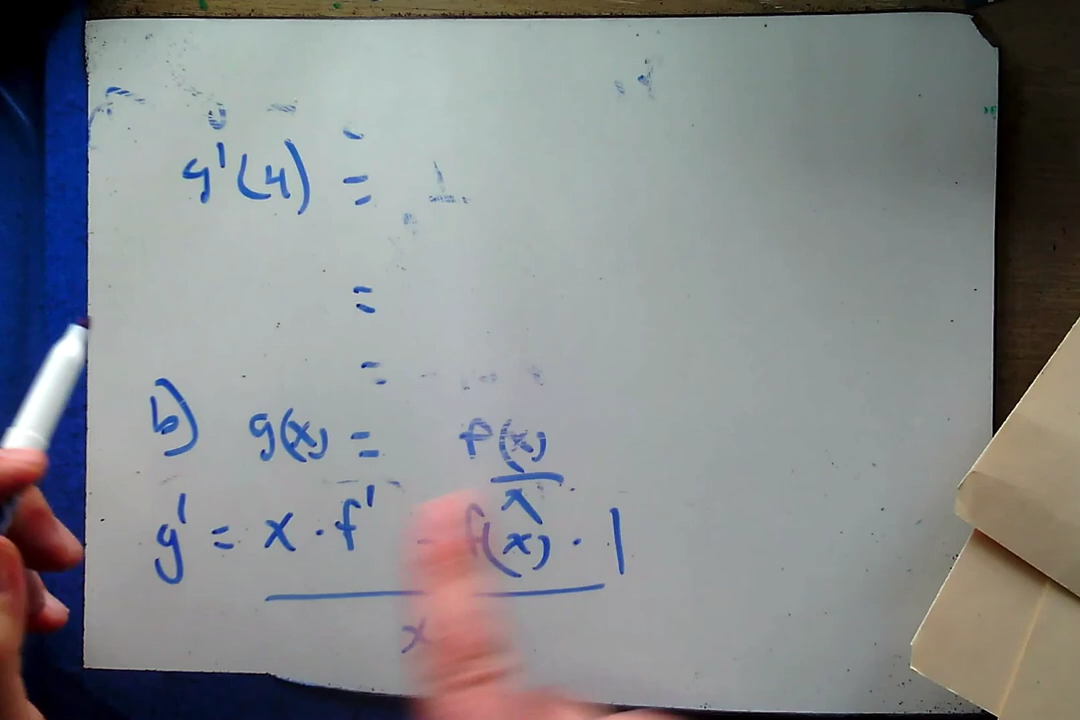 g'(4) =
=
=
b) g(x) = f(x)
x
g' = x · f' - f(x) · 1
x